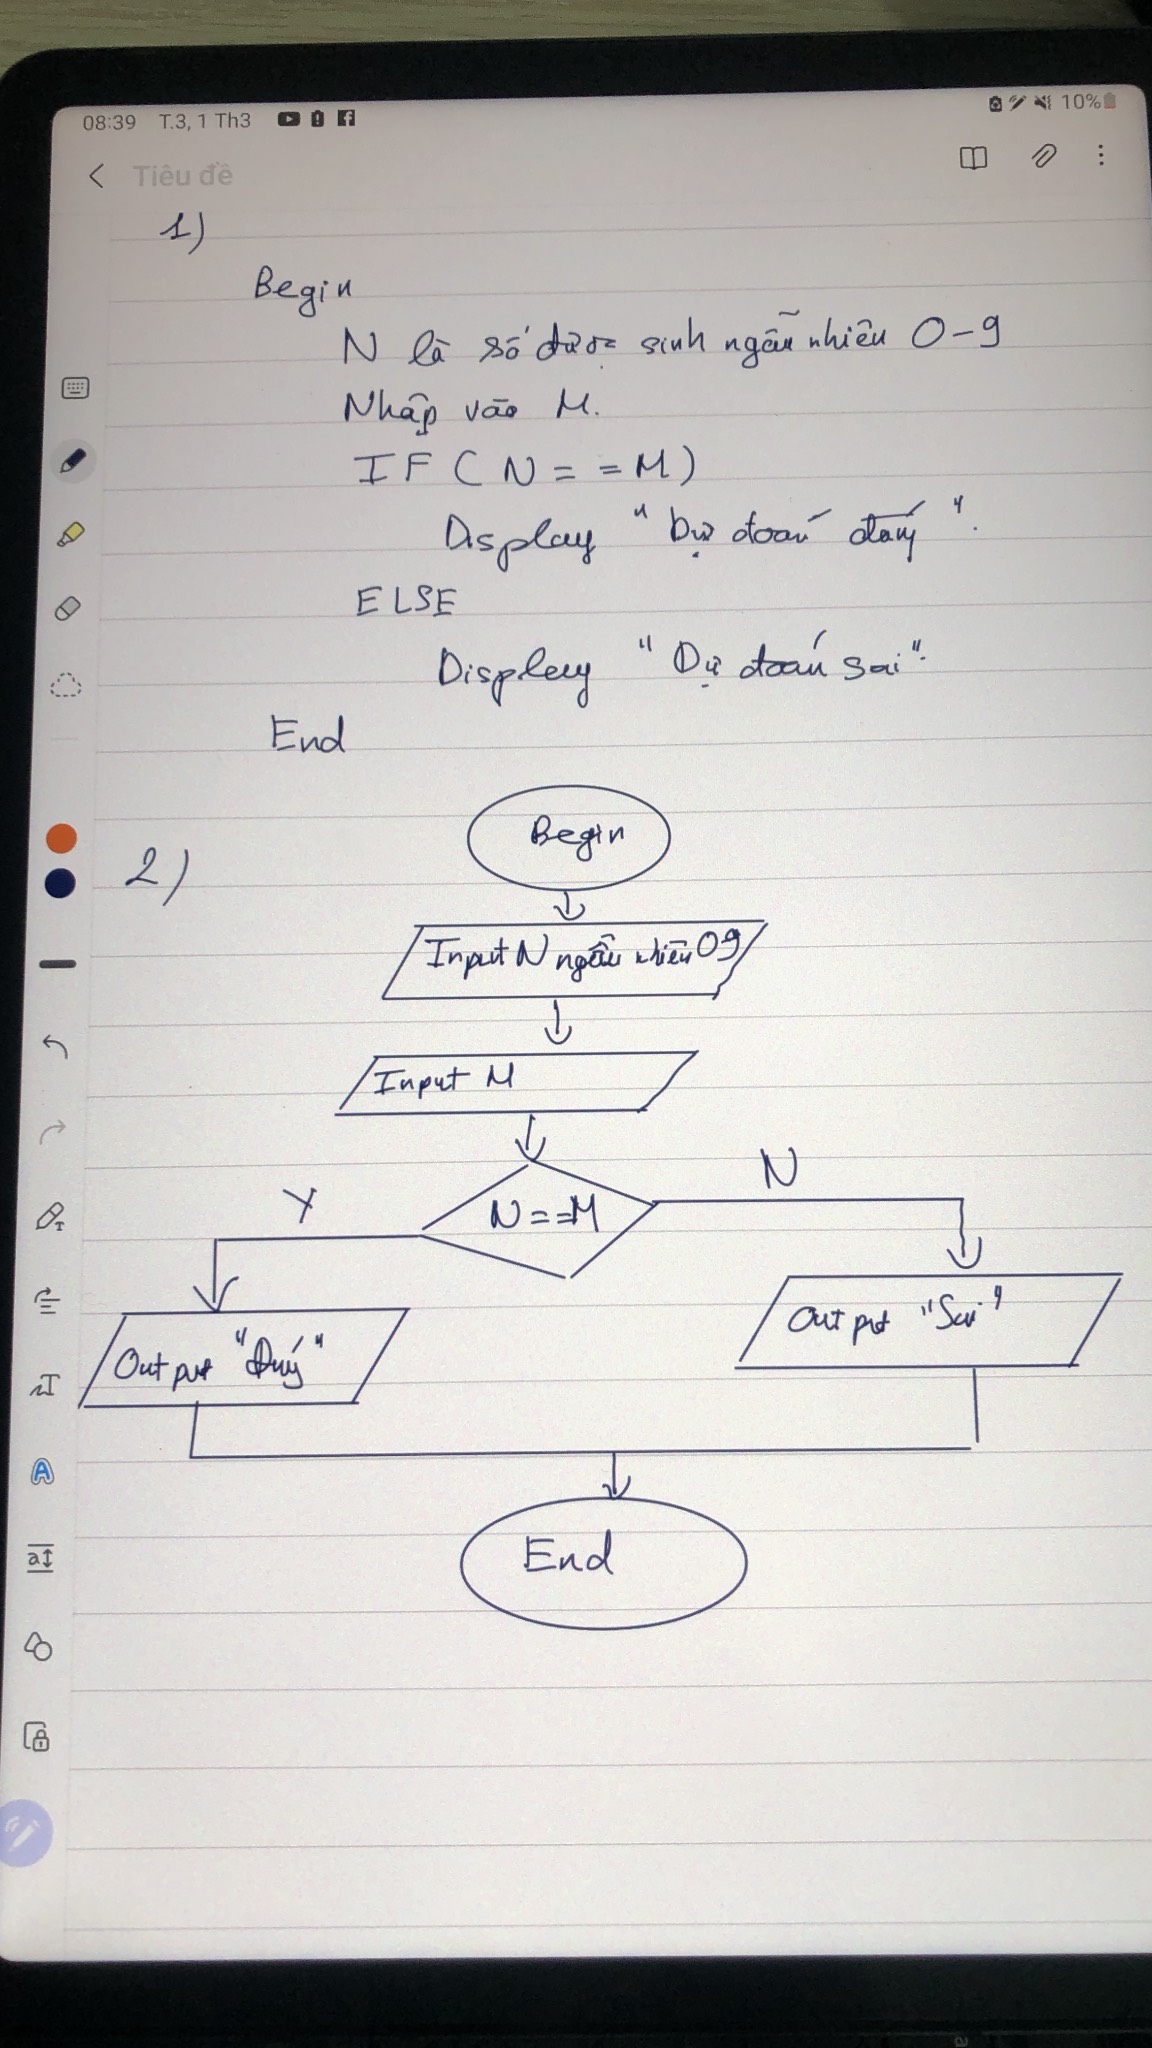 08:39 T.3, 1 Th3
10%
Tiêu đề
1)
Begin
N là số được sinh ngẫu nhiên 0-9
Nhập vào M.
IF (N = = M)
Display "Dự đoán đúng".
ELSE
Display "Dự đoán sai".
End
2)
Begin
Input N ngẫu nhiên 09
Input M
Y
N==M
N
Output "Đúng"
Output "Sai"
End